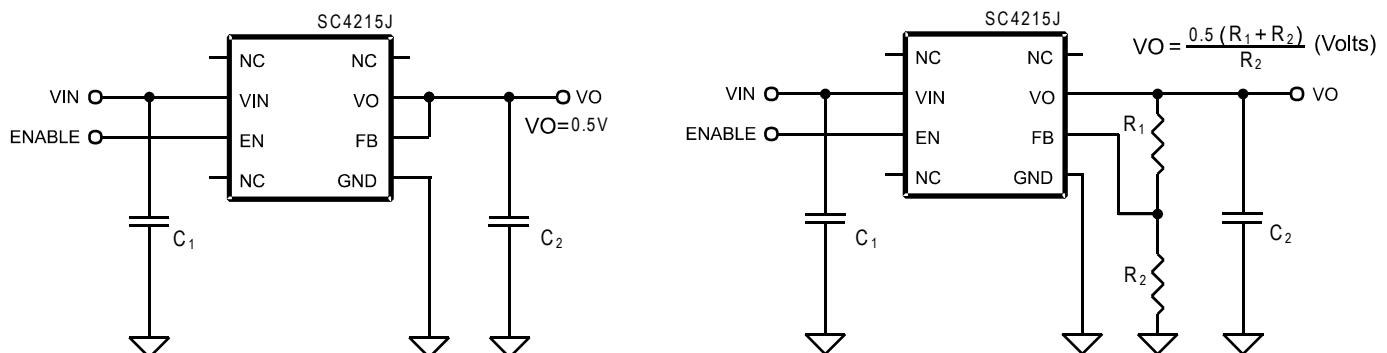 SC4215J
NC NC
VIN VIN VO VO
VO=0.5V
ENABLE EN FB
NC GND
C1 C2
SC4215J
VO = 0.5 (R1+R2) / R2 (Volts)
NC NC
VIN VIN VO VO
R1
ENABLE EN FB
NC GND
C1 C2
R2